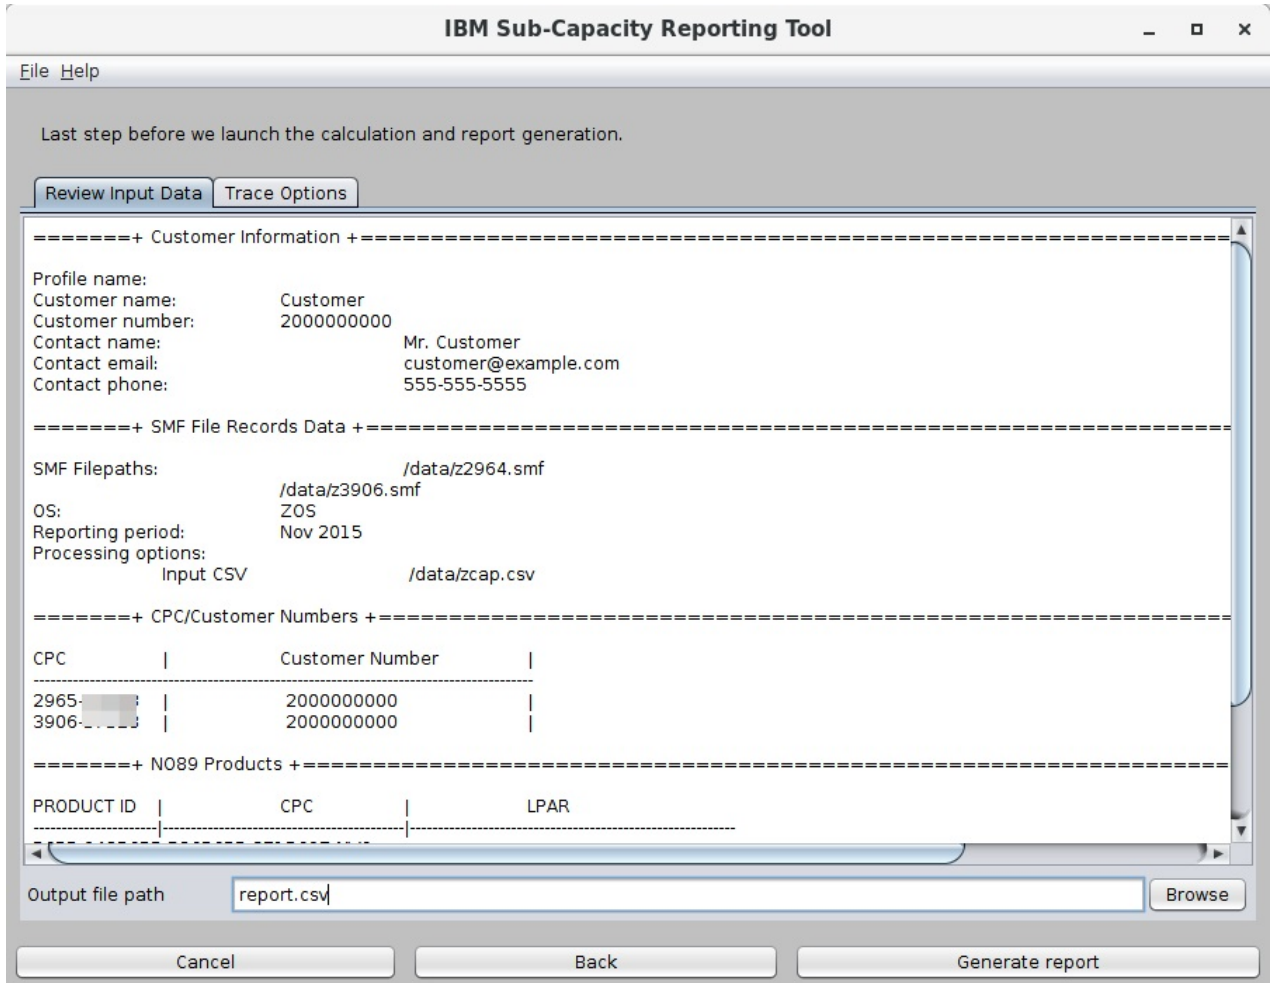 IBM Sub-Capacity Reporting Tool
File Help
Last step before we launch the calculation and report generation.
Review Input Data Trace Options
=======+ Customer Information +==============================================================
Profile name:
Customer name: Customer
Customer number: 2000000000
Contact name: Mr. Customer
Contact email: customer@example.com
Contact phone: 555-555-5555
=======+ SMF File Records Data +==============================================================
SMF Filepaths: /data/z2964.smf
/data/z3906.smf
OS: ZOS
Reporting period: Nov 2015
Processing options:
Input CSV /data/zcap.csv
=======+ CPC/Customer Numbers +=============================================================
CPC | Customer Number |
2965- | 2000000000 |
3906- | 2000000000 |
=======+ NO89 Products +==================================================================
PRODUCT ID | CPC | LPAR
Output file path report.csv Browse
Cancel Back Generate report